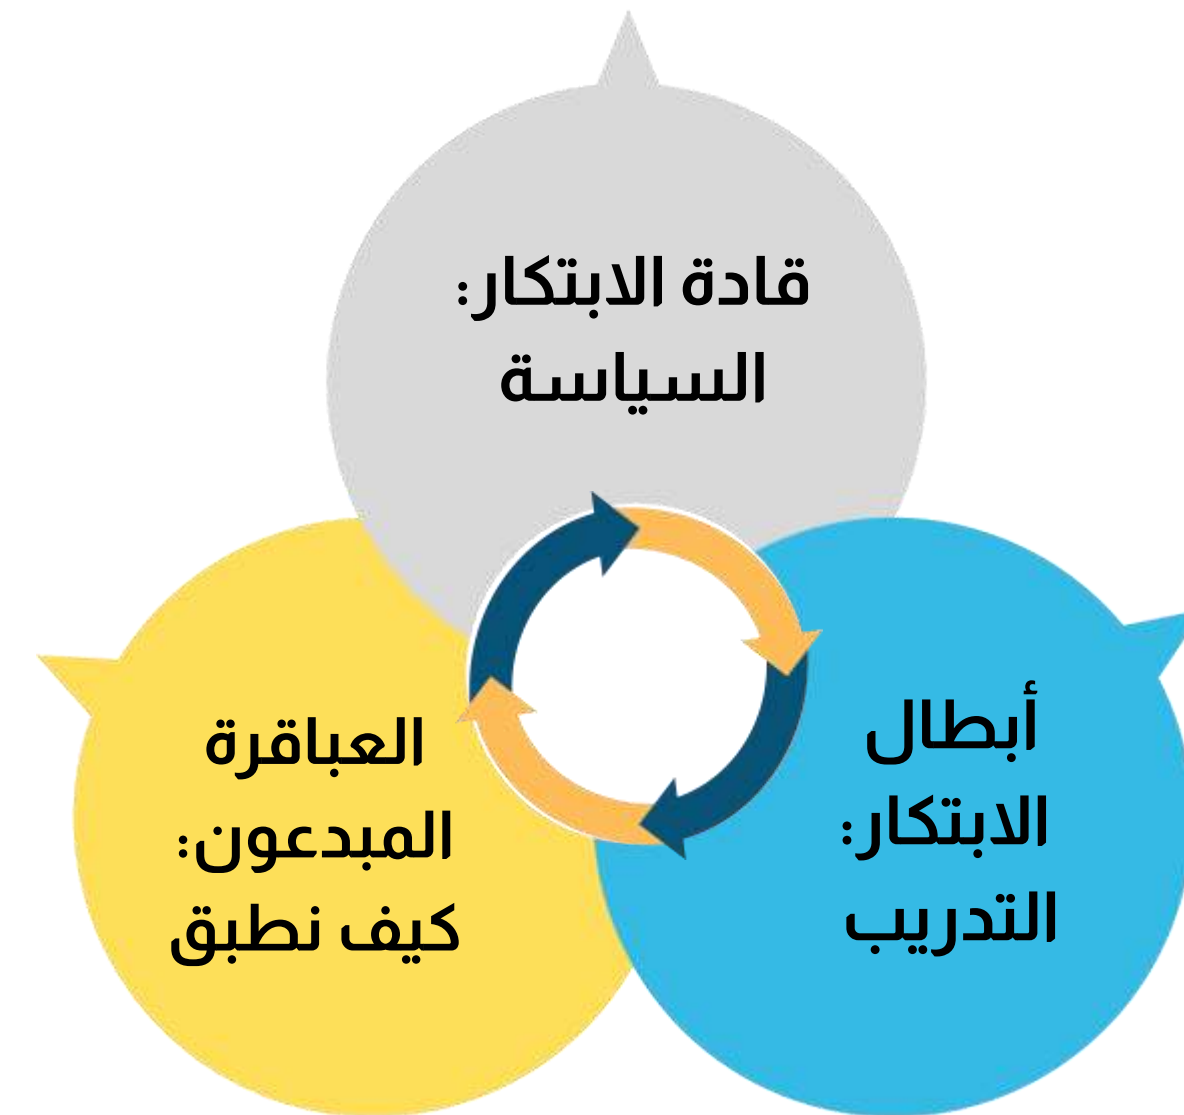 قادة الابتكار:
السياسة
أبطال
الابتكار:
التدريب
العباقرة
المبدعون:
كيف نطبق